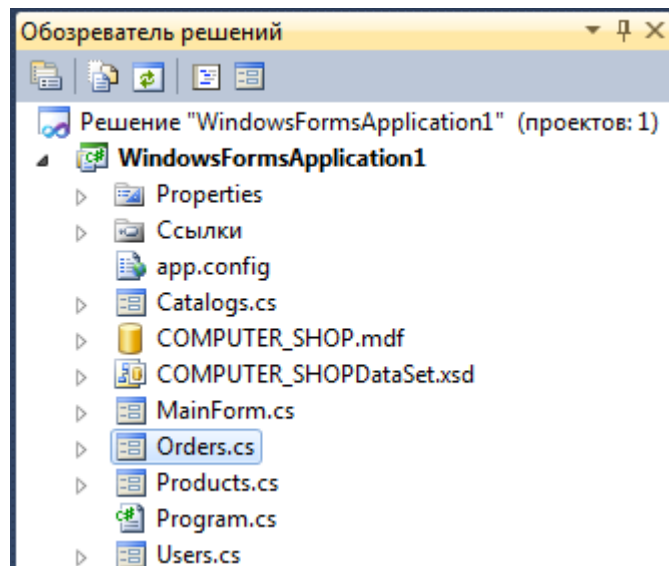 Обозреватель решений
Решение "WindowsFormsApplication1" (проектов: 1)
WindowsFormsApplication1
Properties
Ссылки
app.config
Catalogs.cs
COMPUTER_SHOP.mdf
COMPUTER_SHOPDataSet.xsd
MainForm.cs
Orders.cs
Products.cs
Program.cs
Users.cs